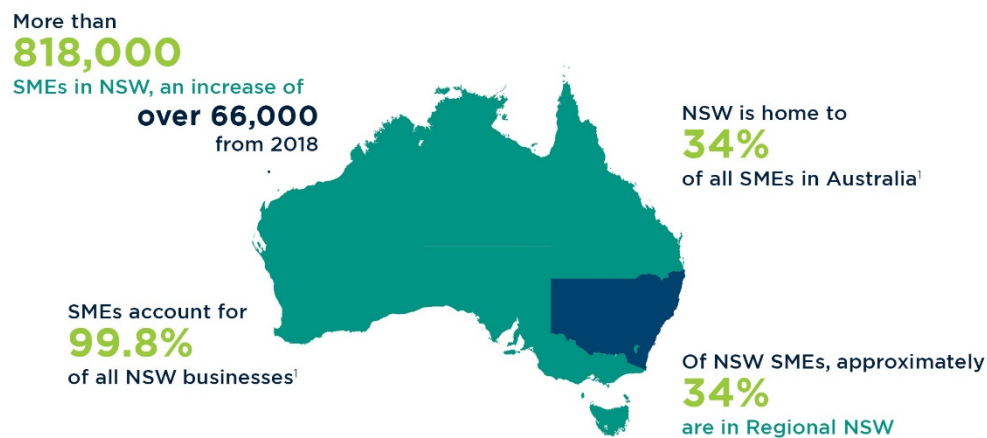 More than
818,000
SMEs in NSW, an increase of
over 66,000
from 2018
NSW is home to
34%
of all SMEs in Australia¹
SMEs account for
99.8%
of all NSW businesses¹
Of NSW SMEs, approximately
34%
are in Regional NSW